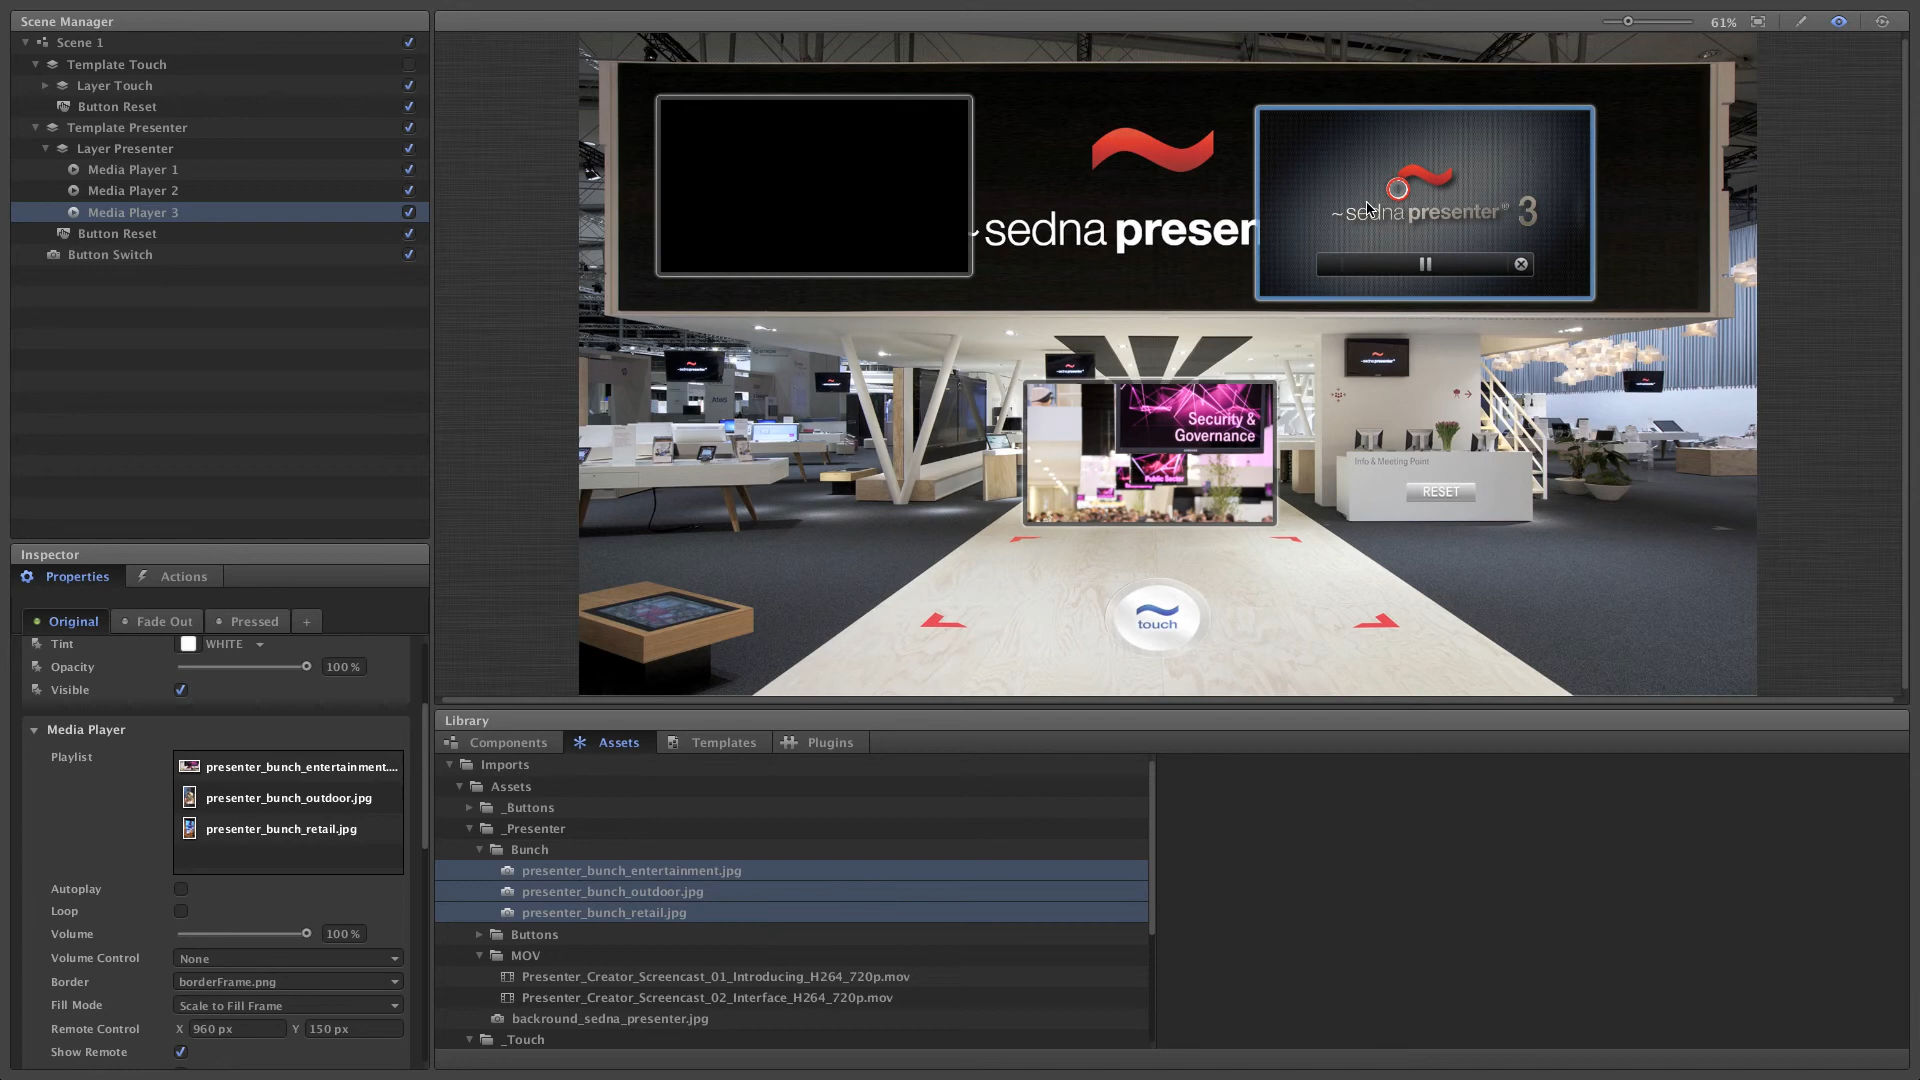 Scene Manager
61%
Scene 1
Template Touch
Layer Touch
Button Reset
Template Presenter
Layer Presenter
Media Player 1
Media Player 2
Media Player 3
Button Reset
Button Switch
~sedna presenter® 3
sedna presen
Security &
Governance
Public Sector
Info & Meeting Point
RESET
touch
Inspector
Properties
Actions
Original
Fade Out
Pressed
+
Tint
WHITE
Opacity
100 %
Visible
Media Player
Playlist
presenter_bunch_entertainment....
presenter_bunch_outdoor.jpg
presenter_bunch_retail.jpg
Autoplay
Loop
Volume
100 %
Volume Control
None
Border
borderFrame.png
Fill Mode
Scale to Fill Frame
Remote Control
X 960 px
Y 150 px
Show Remote
Library
Components
Assets
Templates
Plugins
Imports
Assets
_Buttons
_Presenter
Bunch
presenter_bunch_entertainment.jpg
presenter_bunch_outdoor.jpg
presenter_bunch_retail.jpg
Buttons
MOV
Presenter_Creator_Screencast_01_Introducing_H264_720p.mov
Presenter_Creator_Screencast_02_Interface_H264_720p.mov
backround_sedna_presenter.jpg
_Touch